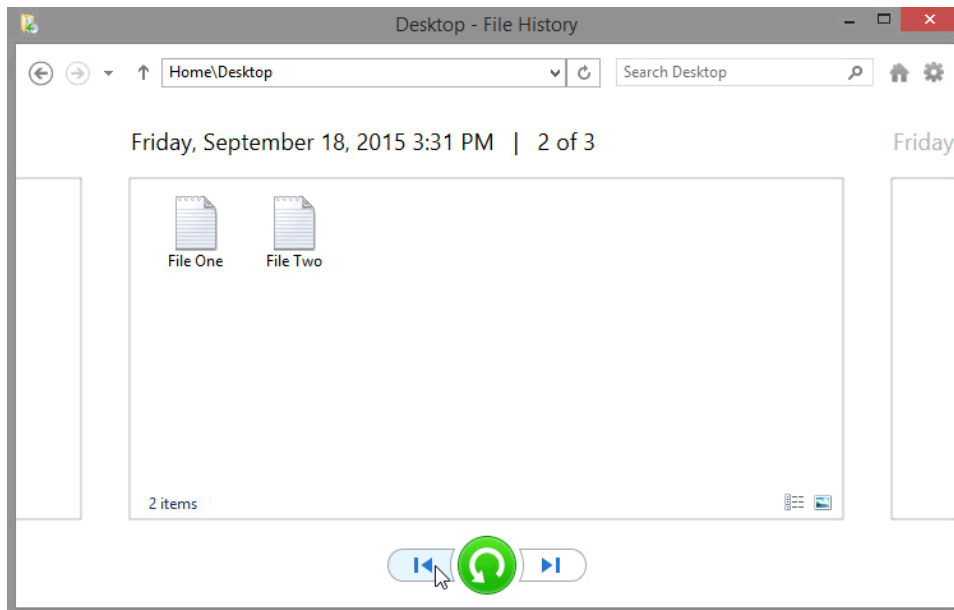 Desktop - File History
Home\Desktop
Search Desktop
Friday, September 18, 2015 3:31 PM | 2 of 3
Friday
File One
File Two
2 items